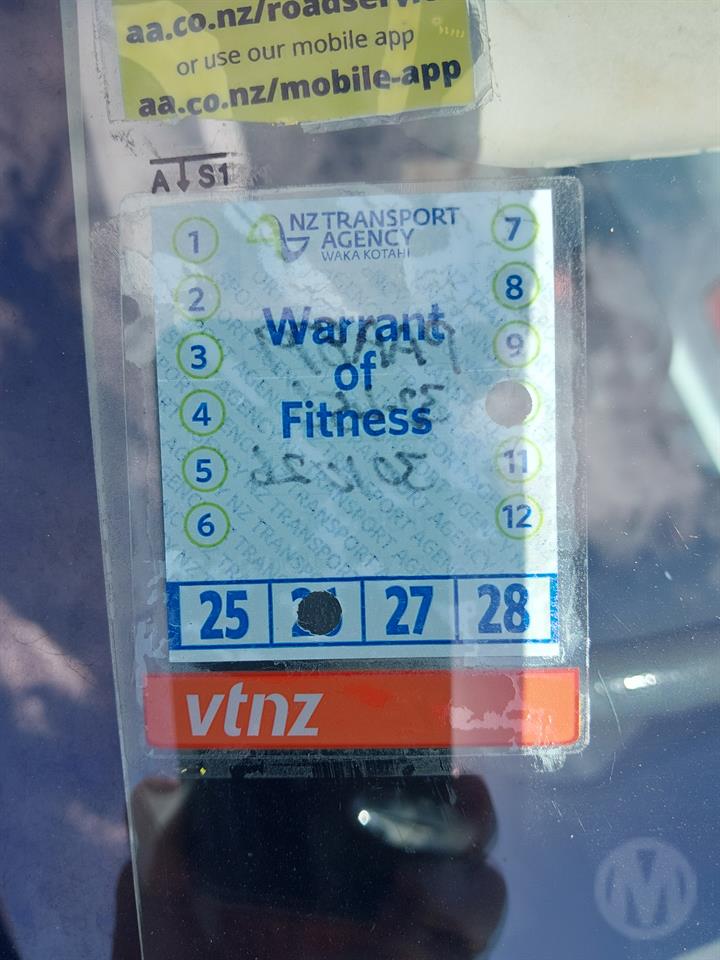 aa.co.nz/roadservice
or use our mobile app
aa.co.nz/mobile-app
A S1
NZ TRANSPORT
AGENCY
WAKA KOTAHI
1
2
3
4
5
6
Warrant
of
Fitness
7
8
9
11
12
25 27 28
vtnz
M